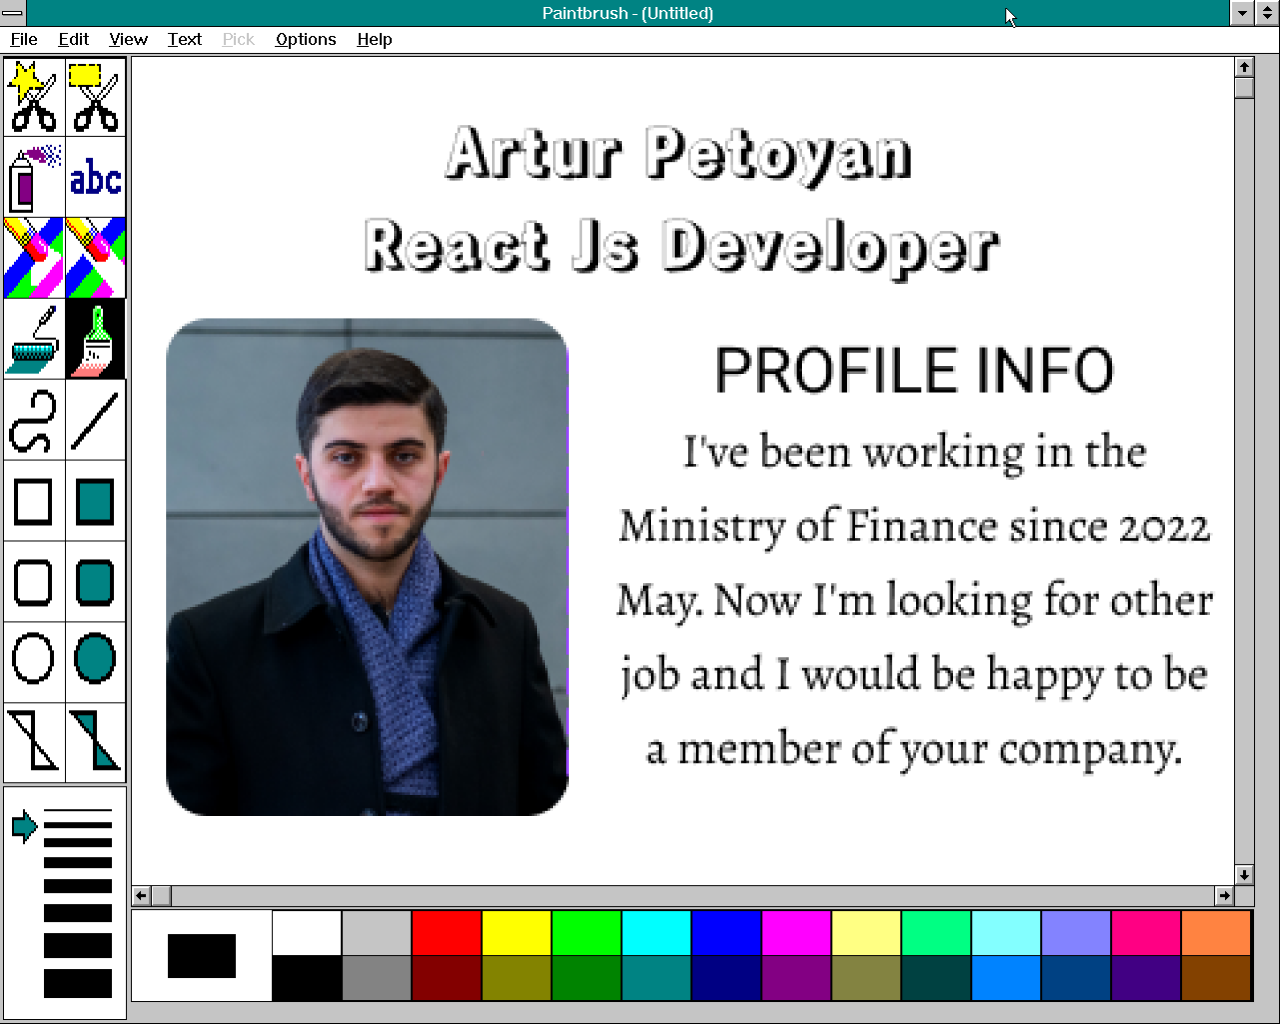 Paintbrush - (Untitled)
File Edit View Text Pick Options Help
abc
Artur Petoyan
React Js Developer
PROFILE INFO
I've been working in the
Ministry of Finance since 2022
May. Now I'm looking for other
job and I would be happy to be
a member of your company.